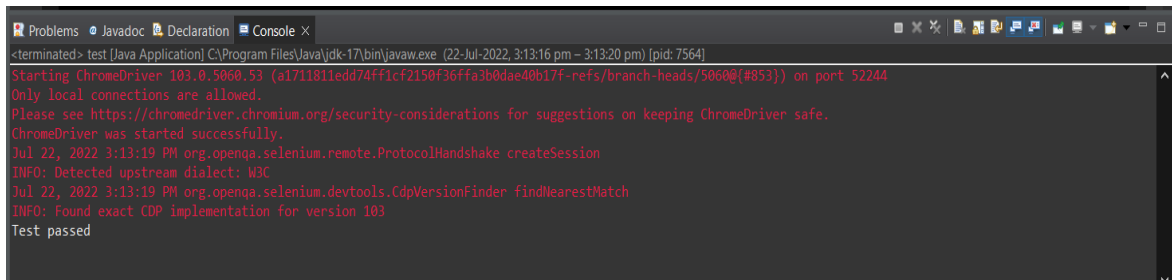 Problems Javadoc Declaration Console
<terminated> test [Java Application] C:\Program Files\Java\jdk-17\bin\javaw.exe (22-Jul-2022, 3:13:16 pm – 3:13:20 pm) [pid: 7564]
Starting ChromeDriver 103.0.5060.53 (a1711811edd74ff1cf2150f36ffa3b0dae40b17f-refs/branch-heads/5060@{#853}) on port 52244
Only local connections are allowed.
Please see https://chromedriver.chromium.org/security-considerations for suggestions on keeping ChromeDriver safe.
ChromeDriver was started successfully.
Jul 22, 2022 3:13:19 PM org.openqa.selenium.remote.ProtocolHandshake createSession
INFO: Detected upstream dialect: W3C
Jul 22, 2022 3:13:19 PM org.openqa.selenium.devtools.CdpVersionFinder findNearestMatch
INFO: Found exact CDP implementation for version 103
Test passed